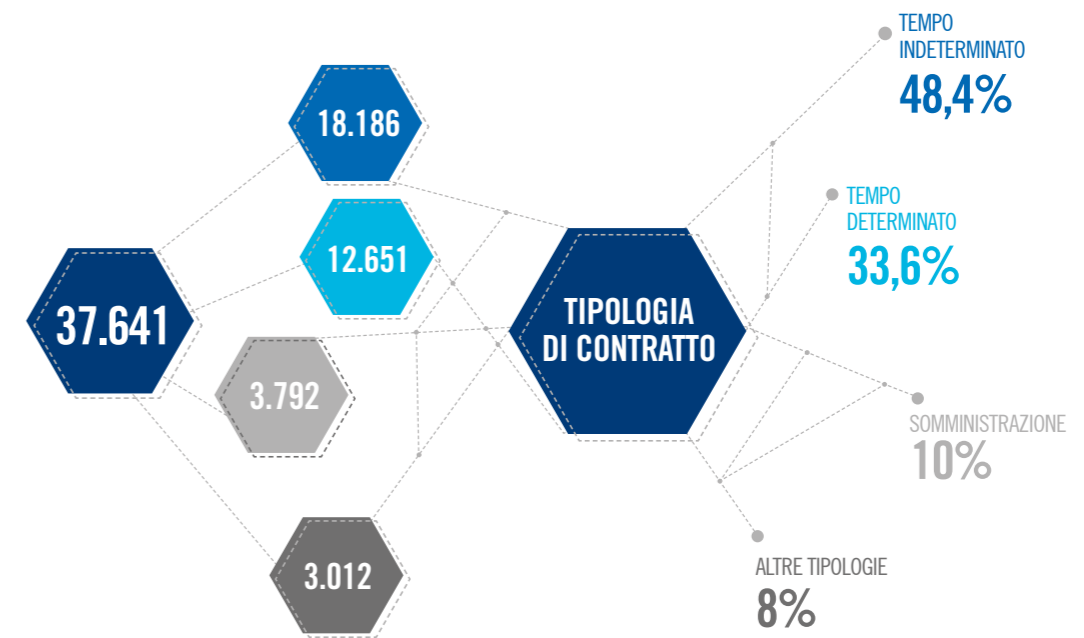 37.641
18.186
12.651
3.792
3.012
TIPOLOGIA
DI CONTRATTO
TEMPO
INDETERMINATO
48,4%
TEMPO
DETERMINATO
33,6%
SOMMINISTRAZIONE
10%
ALTRE TIPOLOGIE
8%